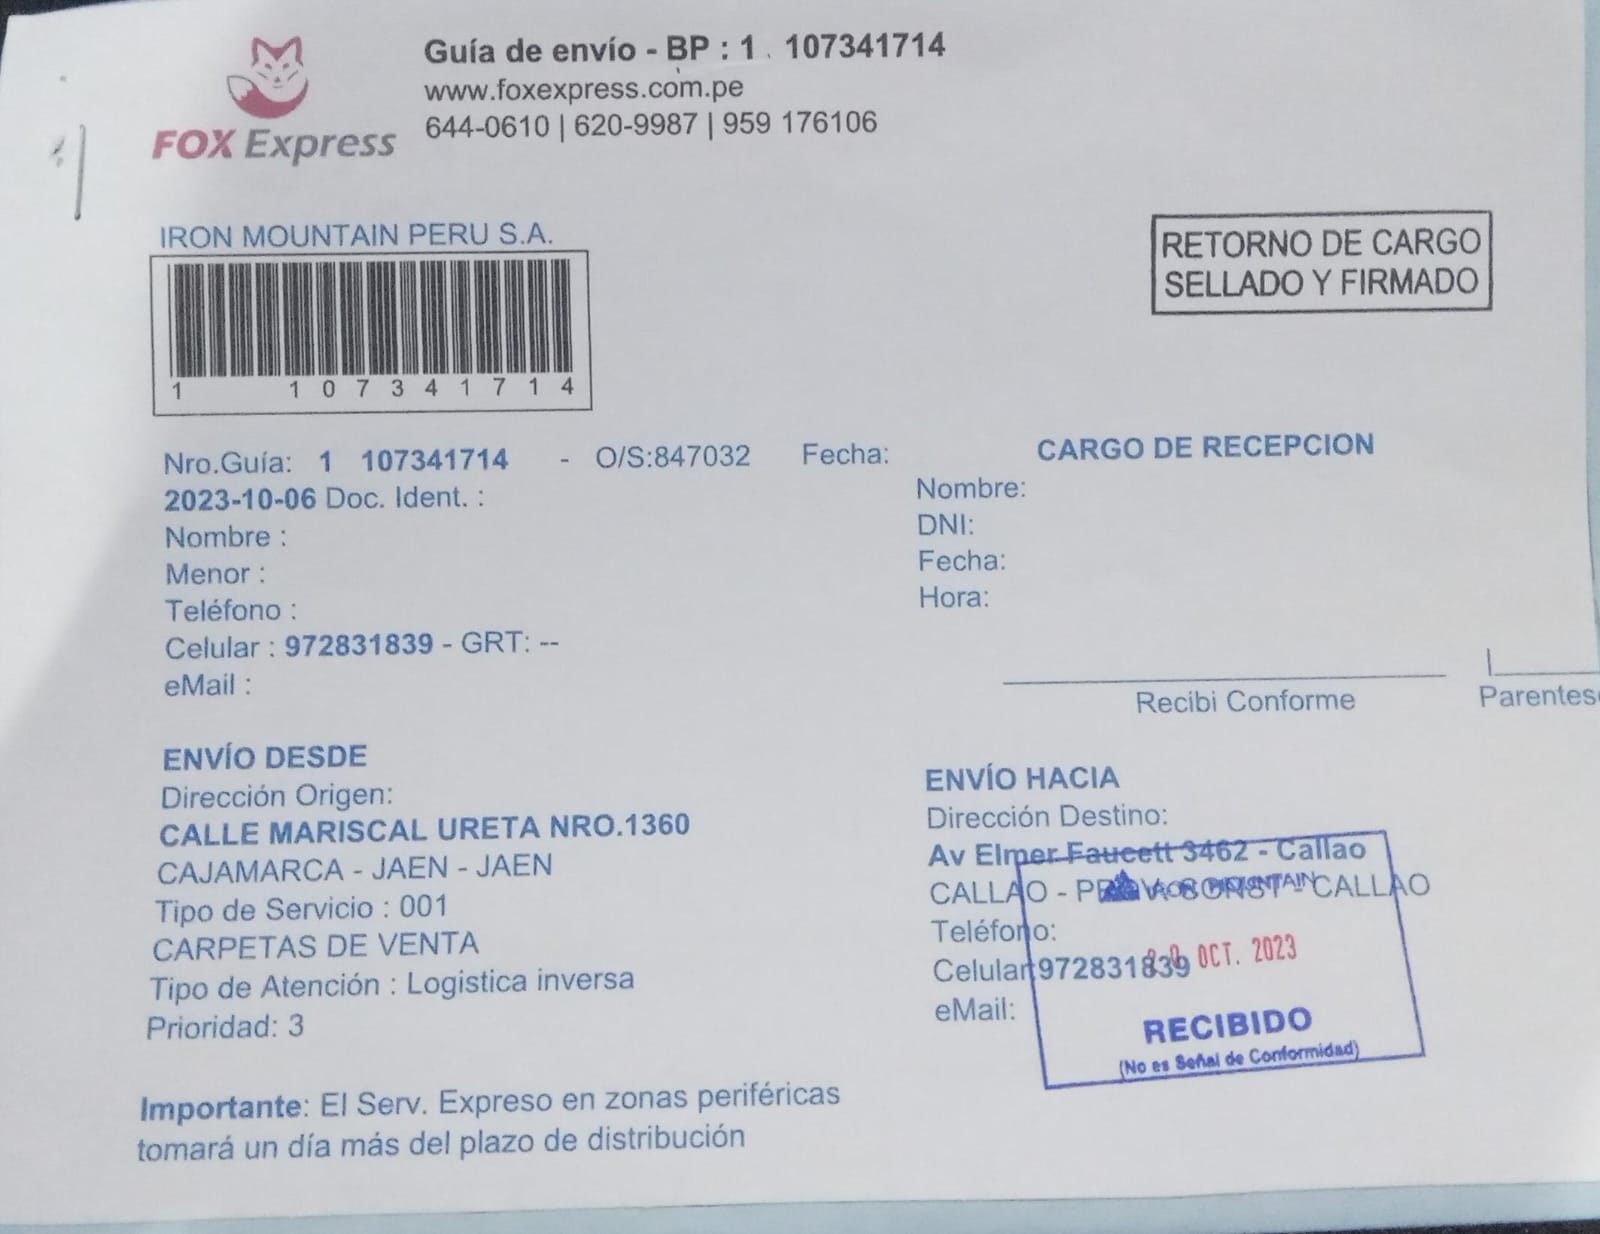 FOX Express
Guía de envío - BP : 1 107341714
www.foxexpress.com.pe
644-0610 | 620-9987 | 959 176106
IRON MOUNTAIN PERU S.A.
1 107341714
RETORNO DE CARGO
SELLADO Y FIRMADO
Nro.Guía: 1 107341714 - O/S:847032 Fecha:
2023-10-06 Doc. Ident. :
Nombre :
Menor :
Teléfono :
Celular : 972831839 - GRT: --
eMail :
CARGO DE RECEPCION
Nombre:
DNI:
Fecha:
Hora:
Recibi Conforme
Parentes
ENVÍO DESDE
Dirección Origen:
CALLE MARISCAL URETA NRO.1360
CAJAMARCA - JAEN - JAEN
Tipo de Servicio : 001
CARPETAS DE VENTA
Tipo de Atención : Logistica inversa
Prioridad: 3
ENVÍO HACIA
Dirección Destino:
Av Elmer Faucett 3462 - Callao
CALLAO - CALLAO
Teléfono:
Celular:972831839
eMail:
MOUNTAIN
OCT. 2023
RECIBIDO
(No es Señal de Conformidad)
Importante: El Serv. Expreso en zonas periféricas
tomará un día más del plazo de distribución